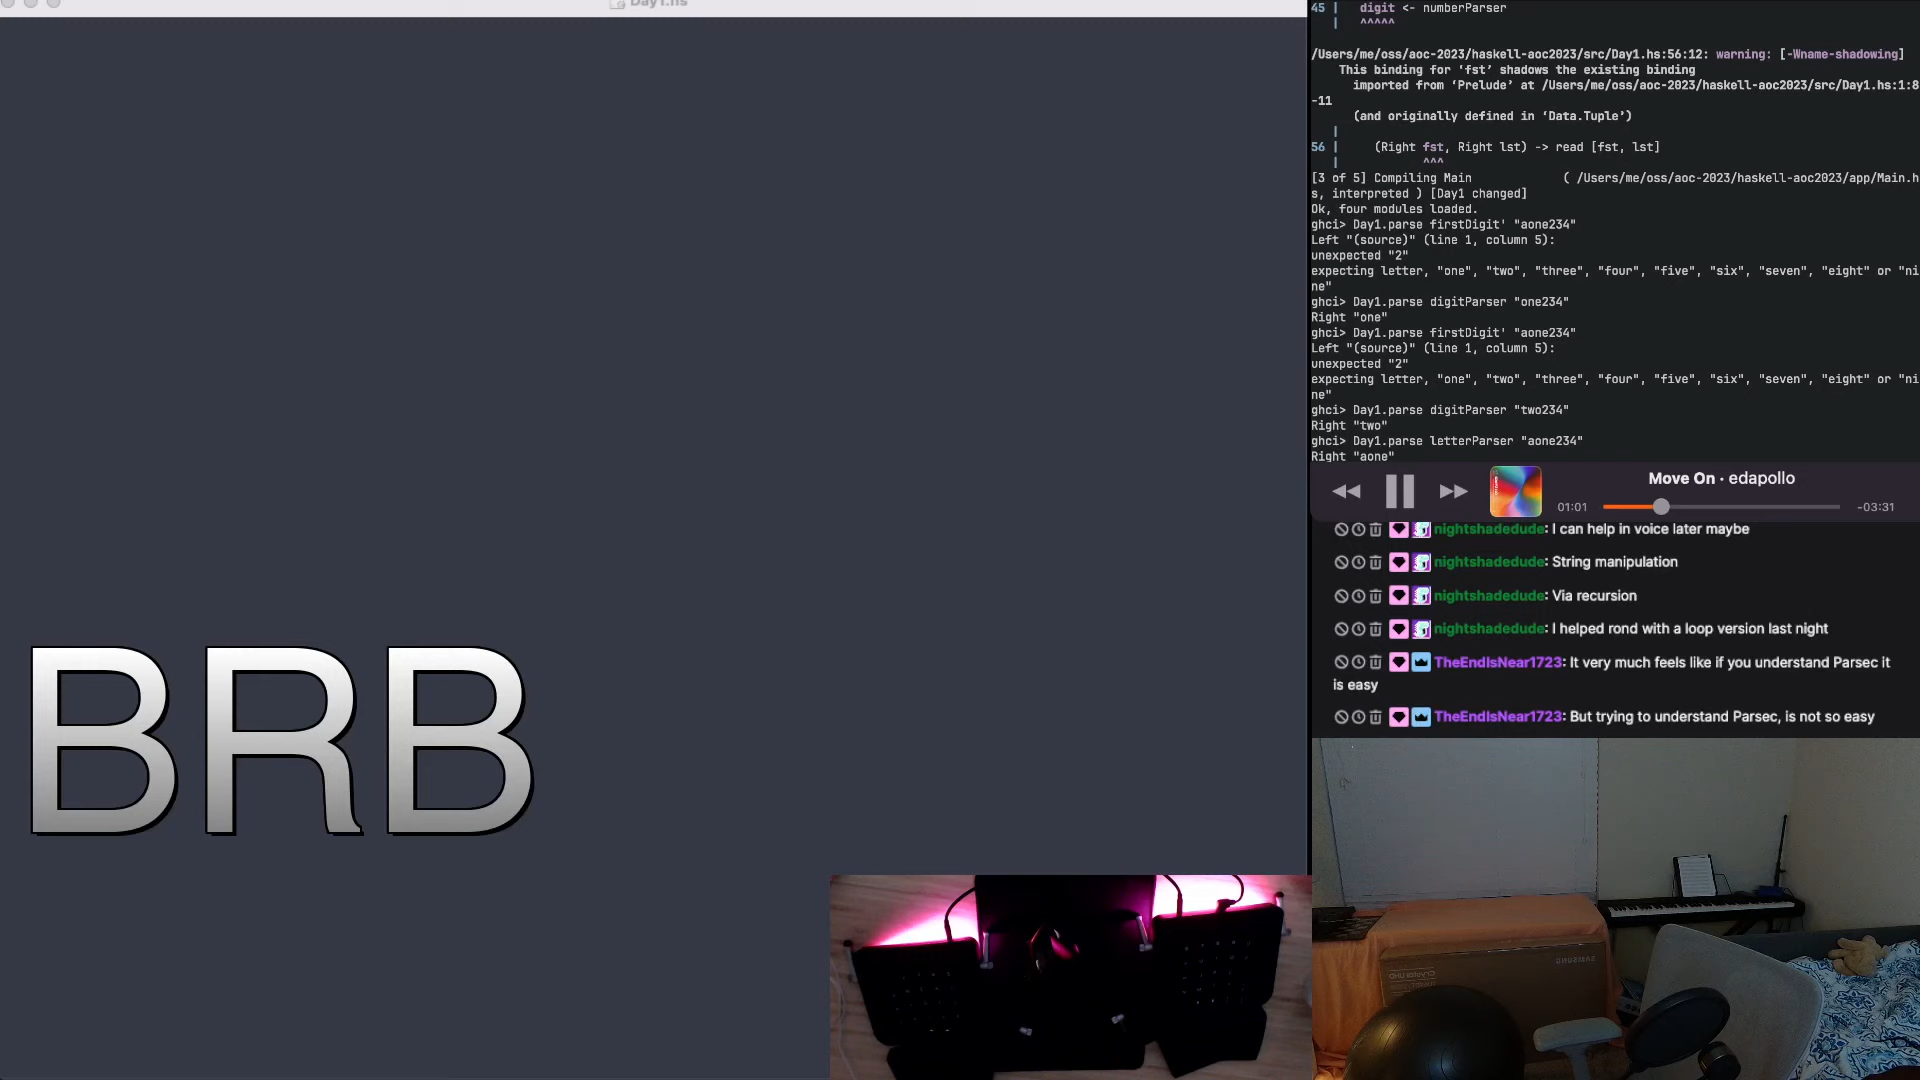 Day1.hs
45 |   digit <- numberParser
|   ^^^^^
/Users/me/oss/aoc-2023/haskell-aoc2023/src/Day1.hs:56:12: warning: [-Wname-shadowing]
This binding for ‘fst’ shadows the existing binding
imported from ‘Prelude’ at /Users/me/oss/aoc-2023/haskell-aoc2023/src/Day1.hs:1:8
-11
(and originally defined in ‘Data.Tuple’)
|
56 |     (Right fst, Right lst) -> read [fst, lst]
|            ^^^
[3 of 5] Compiling Main             ( /Users/me/oss/aoc-2023/haskell-aoc2023/app/Main.h
s, interpreted ) [Day1 changed]
Ok, four modules loaded.
ghci> Day1.parse firstDigit' "aone234"
Left "(source)" (line 1, column 5):
unexpected "2"
expecting letter, "one", "two", "three", "four", "five", "six", "seven", "eight" or "ni
ne"
ghci> Day1.parse digitParser "one234"
Right "one"
ghci> Day1.parse firstDigit' "aone234"
Left "(source)" (line 1, column 5):
unexpected "2"
expecting letter, "one", "two", "three", "four", "five", "six", "seven", "eight" or "ni
ne"
ghci> Day1.parse digitParser "two234"
Right "two"
ghci> Day1.parse letterParser "aone234"
Right "aone"
Move On · edapollo
01:01
-03:31
nightshadedude: I can help in voice later maybe
nightshadedude: String manipulation
nightshadedude: Via recursion
nightshadedude: I helped rond with a loop version last night
TheEndIsNear1723: It very much feels like if you understand Parsec it
is easy
TheEndIsNear1723: But trying to understand Parsec, is not so easy
BRB
SAMSUNG
Crystal UHD